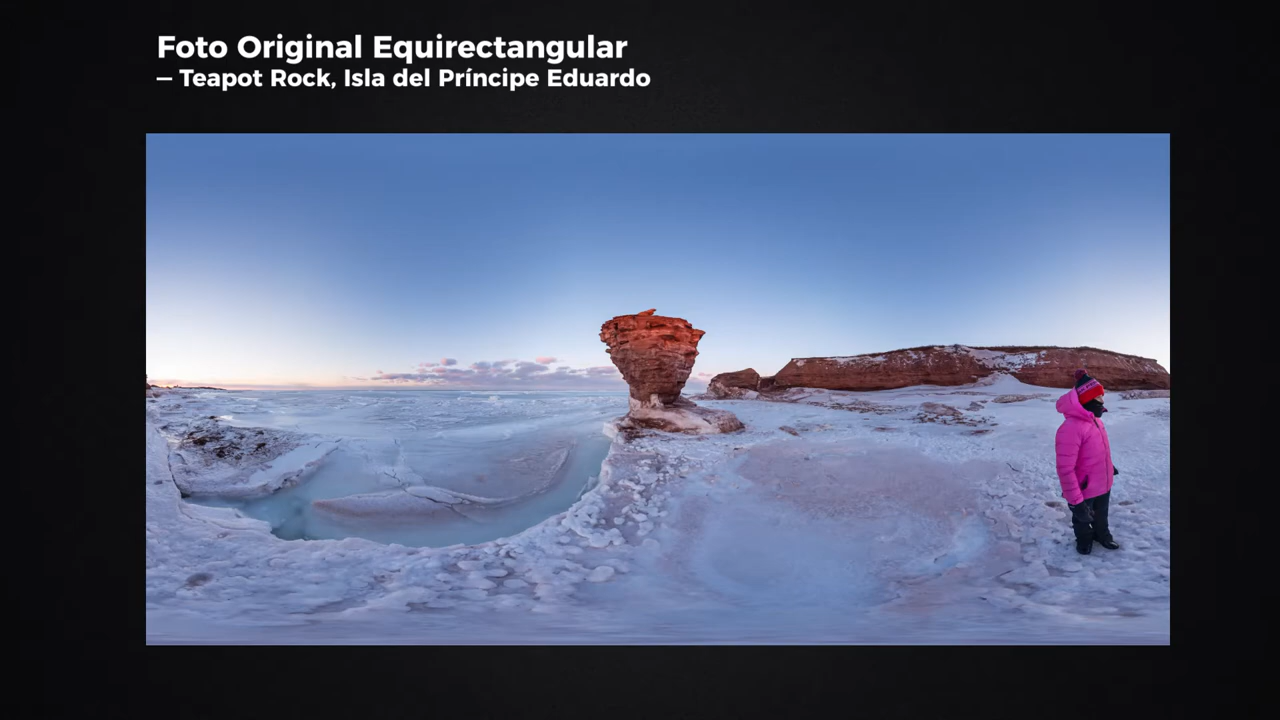 Foto Original Equirectangular
— Teapot Rock, Isla del Príncipe Eduardo